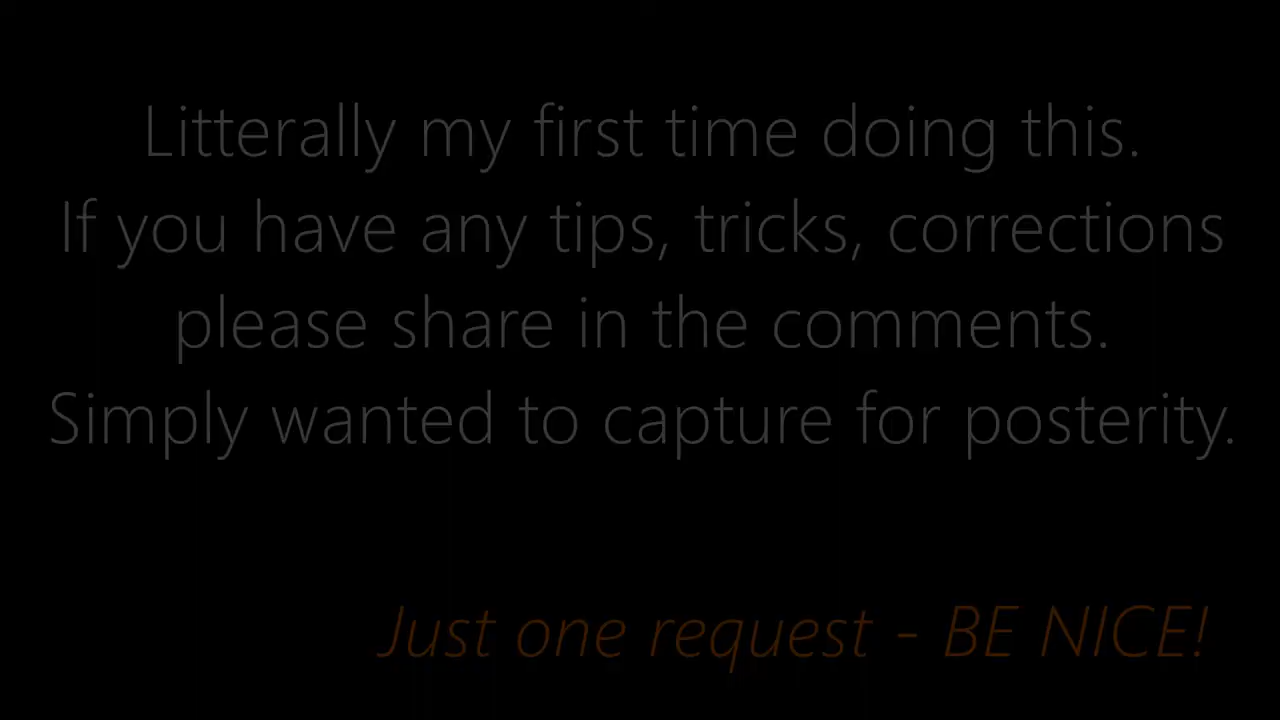 Litterally my first time doing this.
If you have any tips, tricks, corrections
please share in the comments.
Simply wanted to capture for posterity.
Just one request - BE NICE!